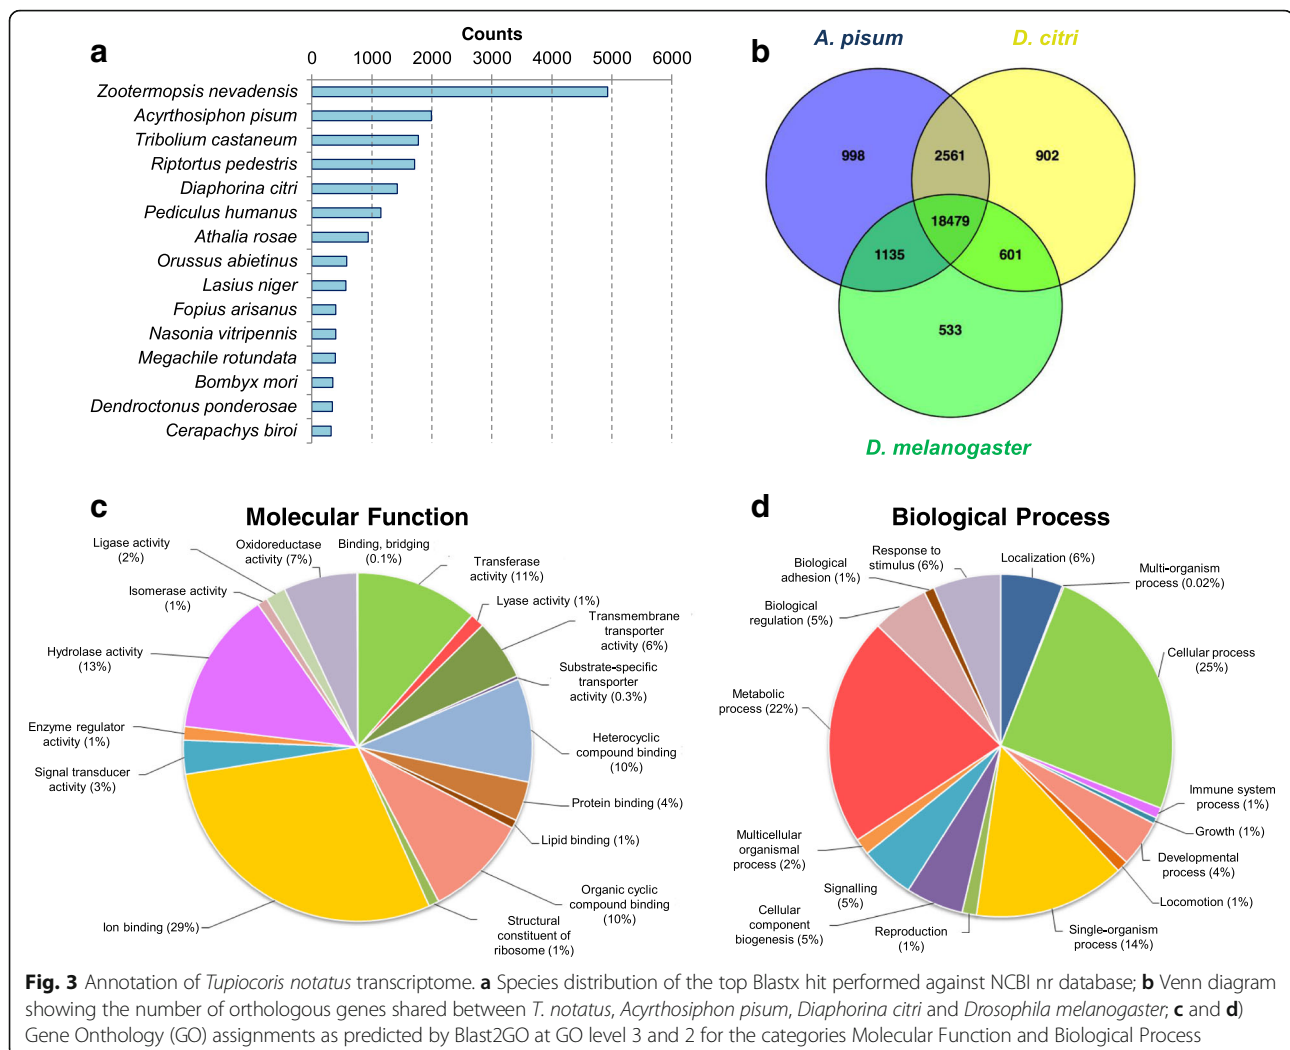 a
Counts
0 1000 2000 3000 4000 5000 6000
Zootermopsis nevadensis
Acyrthosiphon pisum
Tribolium castaneum
Riptortus pedestris
Diaphorina citri
Pediculus humanus
Athalia rosae
Orussus abietinus
Lasius niger
Fopius arisanus
Nasonia vitripennis
Megachile rotundata
Bombyx mori
Dendroctonus ponderosae
Cerapachys biroi
b
A. pisum
D. citri
998
2561
902
18479
1135
601
533
D. melanogaster
c
Molecular Function
Binding, bridging
(0.1%)
Transferase
activity (11%)
Lyase activity (1%)
Transmembrane
transporter
activity (6%)
Substrate-specific
transporter
activity (0.3%)
Heterocyclic
compound binding
(10%)
Protein binding (4%)
Lipid binding (1%)
Organic cyclic
compound binding
(10%)
Structural
constituent of
ribosome (1%)
Ion binding (29%)
Signal transducer
activity (3%)
Enzyme regulator
activity (1%)
Hydrolase activity
(13%)
Isomerase activity
(1%)
Ligase activity
(2%)
Oxidoreductase
activity (7%)
d
Biological Process
Localization (6%)
Multi-organism
process (0.02%)
Cellular process
(25%)
Immune system
process (1%)
Growth (1%)
Developmental
process (4%)
Locomotion (1%)
Single-organism
process (14%)
Reproduction
(1%)
Cellular
component
biogenesis (5%)
Signalling
(5%)
Multicellular
organismal
process (2%)
Metabolic
process (22%)
Biological
regulation (5%)
Biological
adhesion (1%)
Response to
stimulus (6%)
Fig. 3 Annotation of Tupiocoris notatus transcriptome. a Species distribution of the top Blastx hit performed against NCBI nr database; b Venn diagram
showing the number of orthologous genes shared between T. notatus, Acyrthosiphon pisum, Diaphorina citri and Drosophila melanogaster; c and d)
Gene Onthology (GO) assignments as predicted by Blast2GO at GO level 3 and 2 for the categories Molecular Function and Biological Process